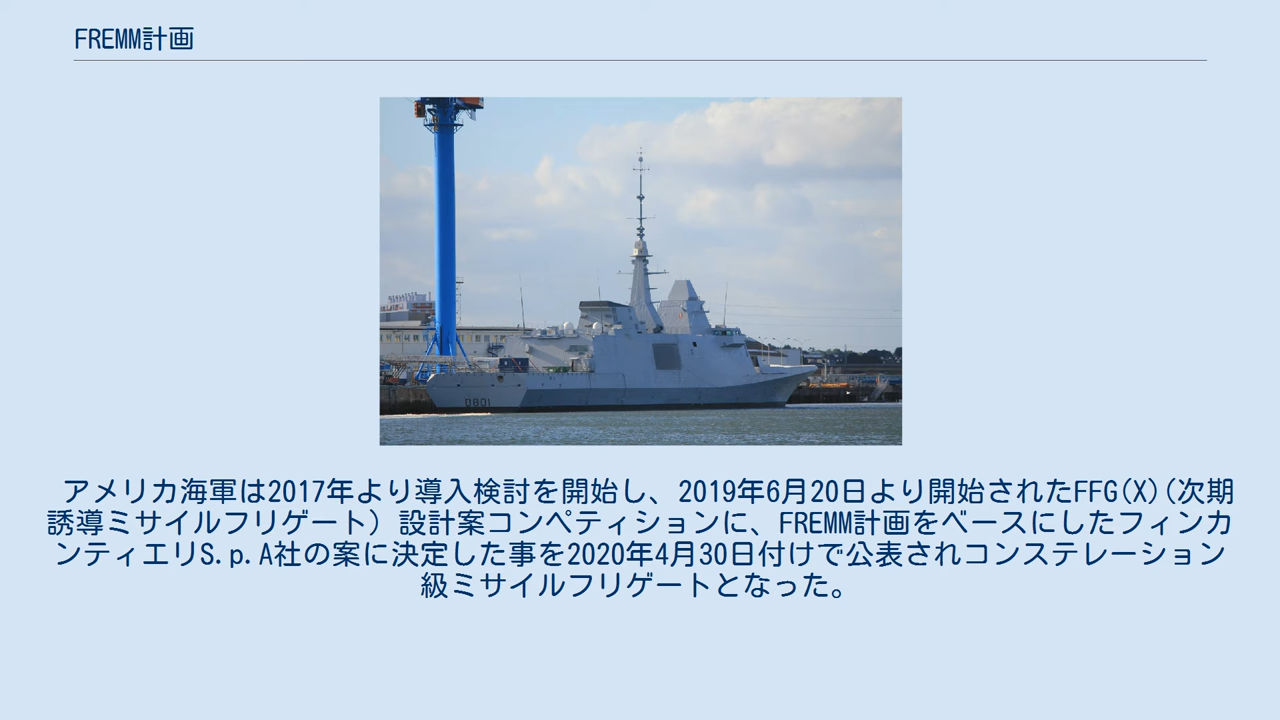 FREMM計画
D801
アメリカ海軍は2017年より導入検討を開始し、2019年6月20日より開始されたFFG(X)(次期
誘導ミサイルフリゲート) 設計案コンペティションに、FREMM計画をベースにしたフィンカ
ンティエリS.p.A社の案に決定した事を2020年4月30日付けで公表されコンステレーション
級ミサイルフリゲートとなった。